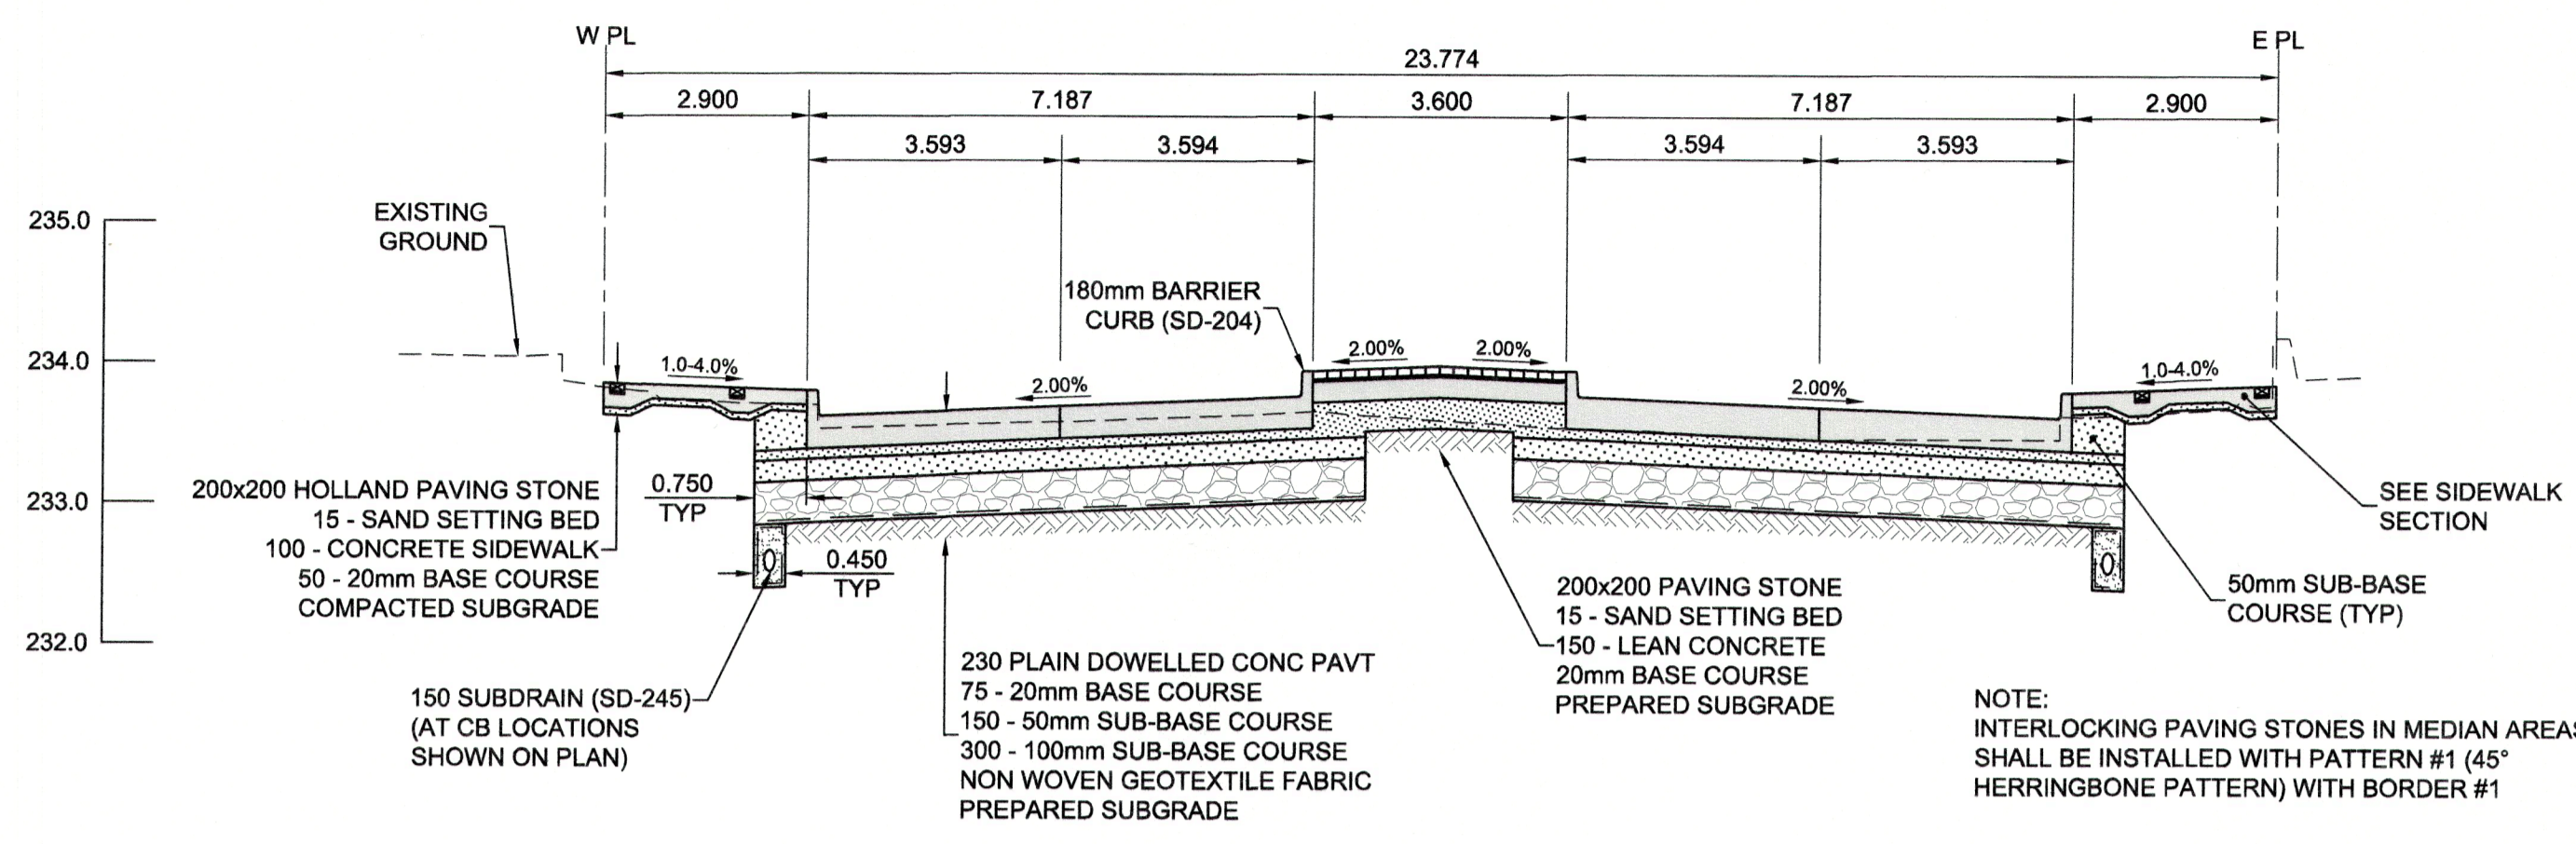 W PL
E PL
23.774
2.900
7.187
3.600
7.187
2.900
3.593
3.594
3.594
3.593
235.0
234.0
233.0
232.0
EXISTING
GROUND
180mm BARRIER
CURB (SD-204)
1.0-4.0%
2.00%
2.00%
2.00%
2.00%
1.0-4.0%
200x200 HOLLAND PAVING STONE
15 - SAND SETTING BED
100 - CONCRETE SIDEWALK
50 - 20mm BASE COURSE
COMPACTED SUBGRADE
0.750
TYP
0.450
TYP
150 SUBDRAIN (SD-245)
(AT CB LOCATIONS
SHOWN ON PLAN)
230 PLAIN DOWELLED CONC PAVT
75 - 20mm BASE COURSE
150 - 50mm SUB-BASE COURSE
300 - 100mm SUB-BASE COURSE
NON WOVEN GEOTEXTILE FABRIC
PREPARED SUBGRADE
200x200 PAVING STONE
15 - SAND SETTING BED
150 - LEAN CONCRETE
20mm BASE COURSE
PREPARED SUBGRADE
SEE SIDEWALK
SECTION
50mm SUB-BASE
COURSE (TYP)
NOTE:
INTERLOCKING PAVING STONES IN MEDIAN AREAS
SHALL BE INSTALLED WITH PATTERN #1 (45°
HERRINGBONE PATTERN) WITH BORDER #1